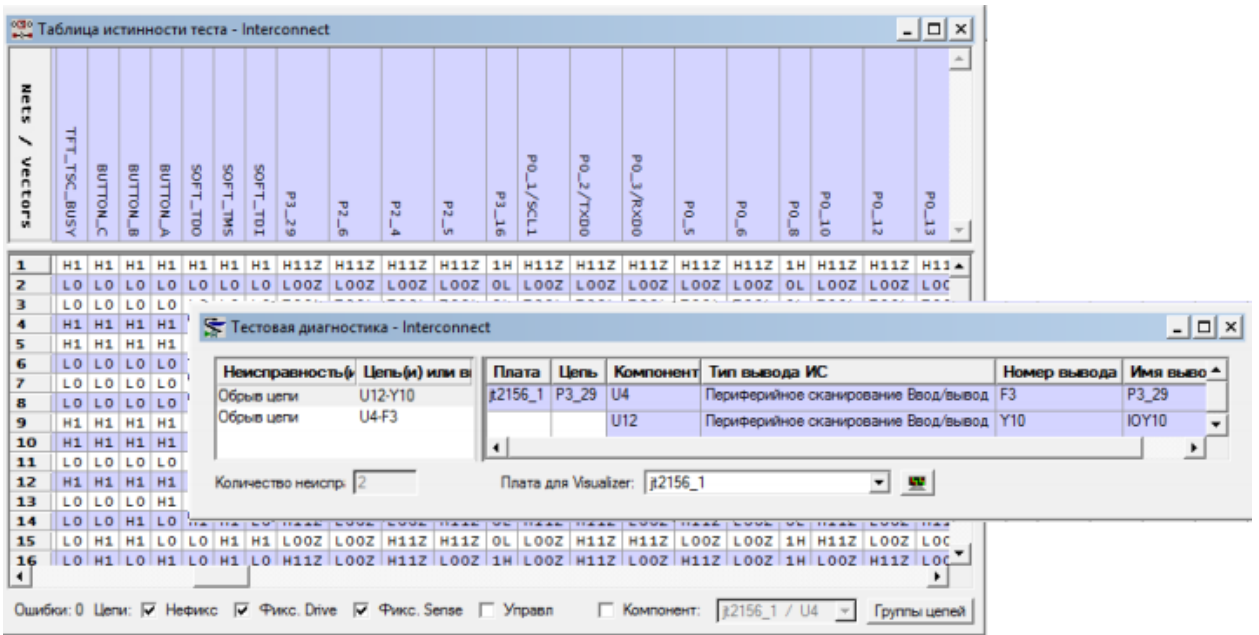 Таблица истинности теста - Interconnect
Nets / Vectors TFT_TSC_BUSY BUTTON_C BUTTON_B BUTTON_A SOFT_TDO SOFT_TMS SOFT_TDI P3_29 P2_6 P2_4 P2_5 P3_16 P0_1/SCL1 P0_2/TXD0 P0_3/RXD0 P0_5 P0_6 P0_8 P0_10 P0_12 P0_13
1 H1 H1 H1 H1 H1 H1 H1 H11Z H11Z H11Z H11Z 1H H11Z H11Z H11Z H11Z H11Z 1H H11Z H11Z H11
2 L0 L0 L0 L0 L0 L0 L0 L00Z L00Z L00Z L00Z 0L L00Z L00Z L00Z L00Z L00Z 0L L00Z L00Z L00
3 L0 L0 L0 L0
4 H1 H1 H1 H1
5 H1 H1 H1 H1
6 L0 L0 L0 L0
7 L0 L0 L0 L0
8 L0 L0 L0 L0
9 H1 H1 H1 H1
10 H1 H1 H1 H1
11 L0 L0 L0 L0
12 H1 H1 H1 H1
13 L0 L0 L0 H1
14 L0 L0 H1 L0
15 L0 H1 H1 L0 L0 H1 H1 L00Z L00Z H11Z H11Z 0L L00Z H11Z H11Z L00Z L00Z 1H H11Z L00Z L00
16 L0 H1 L0 H1 L0 H1 L0 H11Z L00Z H11Z L00Z 1H L00Z H11Z L00Z H11Z L00Z 1H L00Z H11Z L00
Тестовая диагностика - Interconnect
Неисправность(и Цепь(и) или в Плата Цепь Компонент Тип вывода ИС Номер вывода Имя выво
Обрыв цепи U12-Y10 jt2156_1 P3_29 U4 Периферийное сканирование Ввод/вывод F3 P3_29
Обрыв цепи U4-F3 U12 Периферийное сканирование Ввод/вывод Y10 IOY10
Количество неиспр: 2 Плата для Visualizer: jt2156_1
Ошибки: 0 Цепи: Нефикс Фикс. Drive Фикс. Sense Управл Компонент: jt2156_1 / U4 Группы цепей